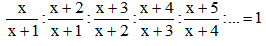 x/(x+1) : (x+2)/(x+1) : (x+3)/(x+2) : (x+4)/(x+3) : (x+5)/(x+4) : ... = 1